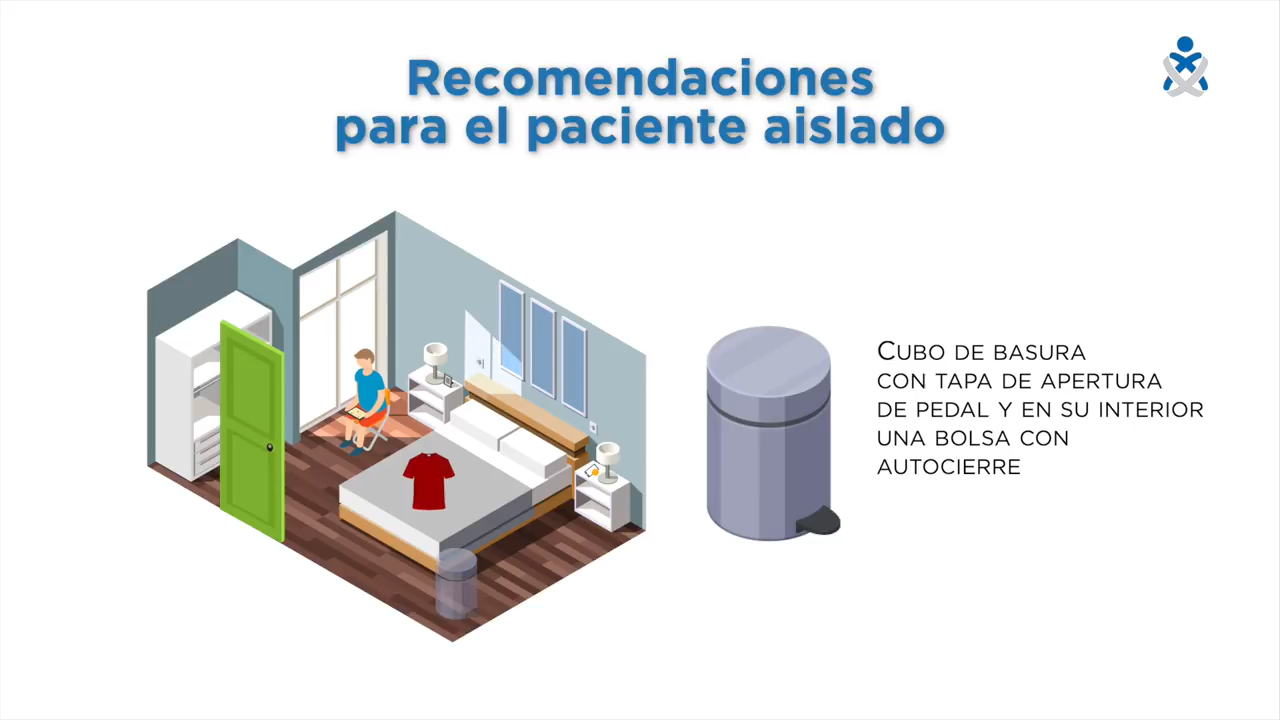 Recomendaciones
para el paciente aislado
CUBO DE BASURA
CON TAPA DE APERTURA
DE PEDAL Y EN SU INTERIOR
UNA BOLSA CON
AUTOCIERRE